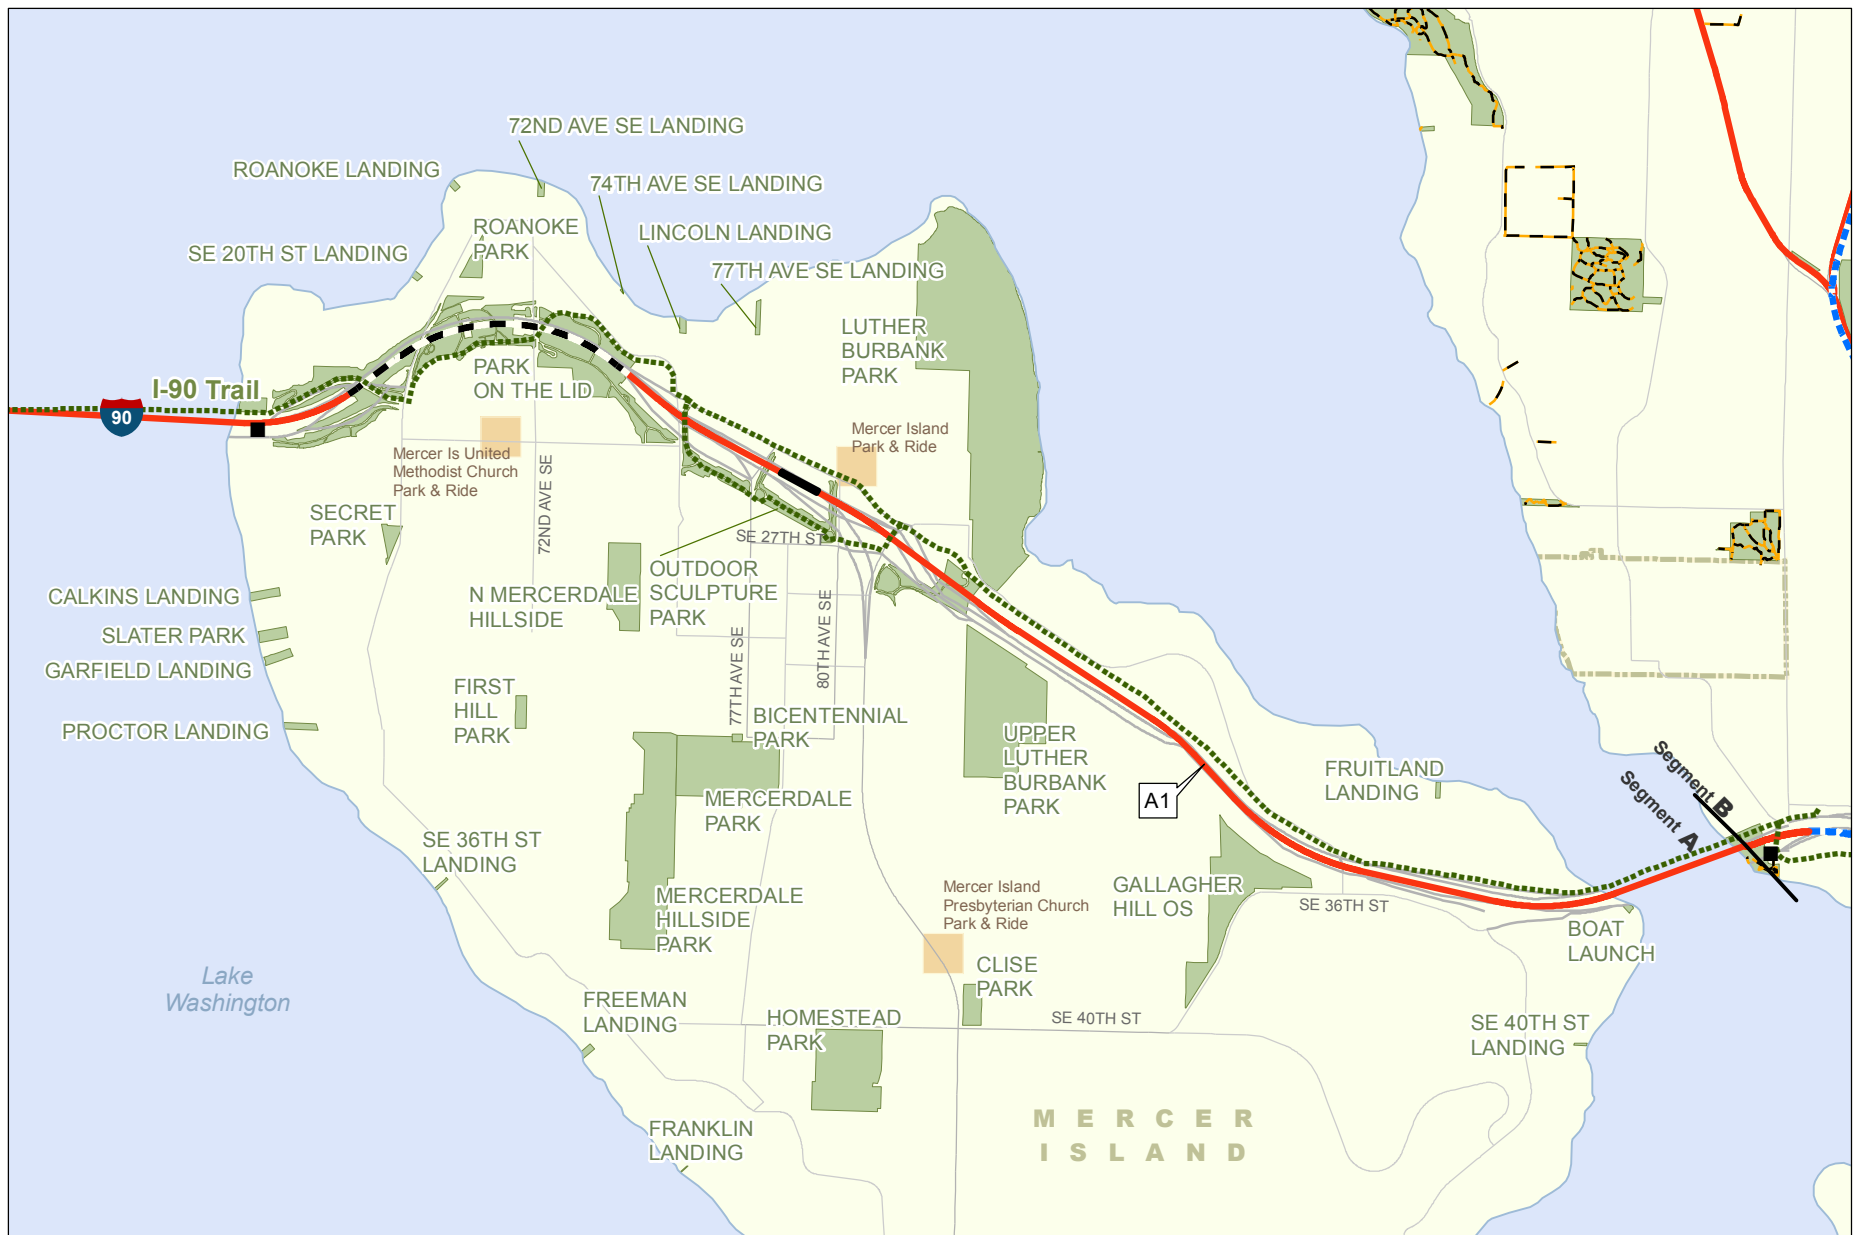 72ND AVE SE LANDING
ROANOKE LANDING
74TH AVE SE LANDING
ROANOKE
PARK
LINCOLN LANDING
SE 20TH ST LANDING
77TH AVE SE LANDING
LUTHER
BURBANK
PARK
PARK
ON THE LID
I-90 Trail
90
Mercer Island
Park & Ride
Mercer Is United
Methodist Church
Park & Ride
72ND AVE SE
SECRET
PARK
SE 27TH ST
OUTDOOR
SCULPTURE
PARK
N MERCERDALE
HILLSIDE
CALKINS LANDING
SLATER PARK
GARFIELD LANDING
77TH AVE SE
80TH AVE SE
FIRST
HILL
PARK
PROCTOR LANDING
BICENTENNIAL
PARK
UPPER
LUTHER
BURBANK
PARK
A1
FRUITLAND
LANDING
Segment B
Segment A
MERCERDALE
PARK
SE 36TH ST
LANDING
MERCERDALE
HILLSIDE
PARK
Mercer Island
Presbyterian Church
Park & Ride
GALLAGHER
HILL OS
SE 36TH ST
BOAT
LAUNCH
CLISE
PARK
Lake
Washington
FREEMAN
LANDING
HOMESTEAD
PARK
SE 40TH ST
SE 40TH ST
LANDING
FRANKLIN
LANDING
MERCER
ISLAND